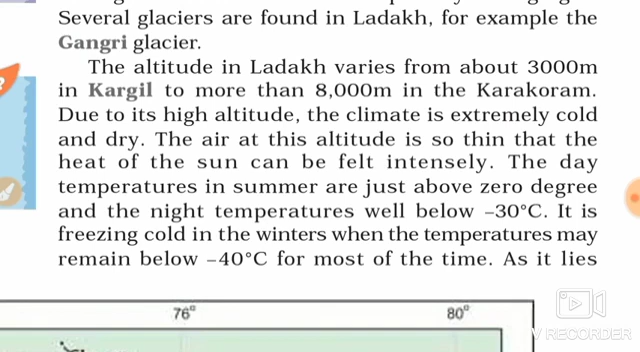 Several glaciers are found in Ladakh, for example the
Gangri glacier.
The altitude in Ladakh varies from about 3000m
in Kargil to more than 8,000m in the Karakoram.
Due to its high altitude, the climate is extremely cold
and dry. The air at this altitude is so thin that the
heat of the sun can be felt intensely. The day
temperatures in summer are just above zero degree
and the night temperatures well below –30°C. It is
freezing cold in the winters when the temperatures may
remain below –40°C for most of the time. As it lies
76°
80°
V RECORDER